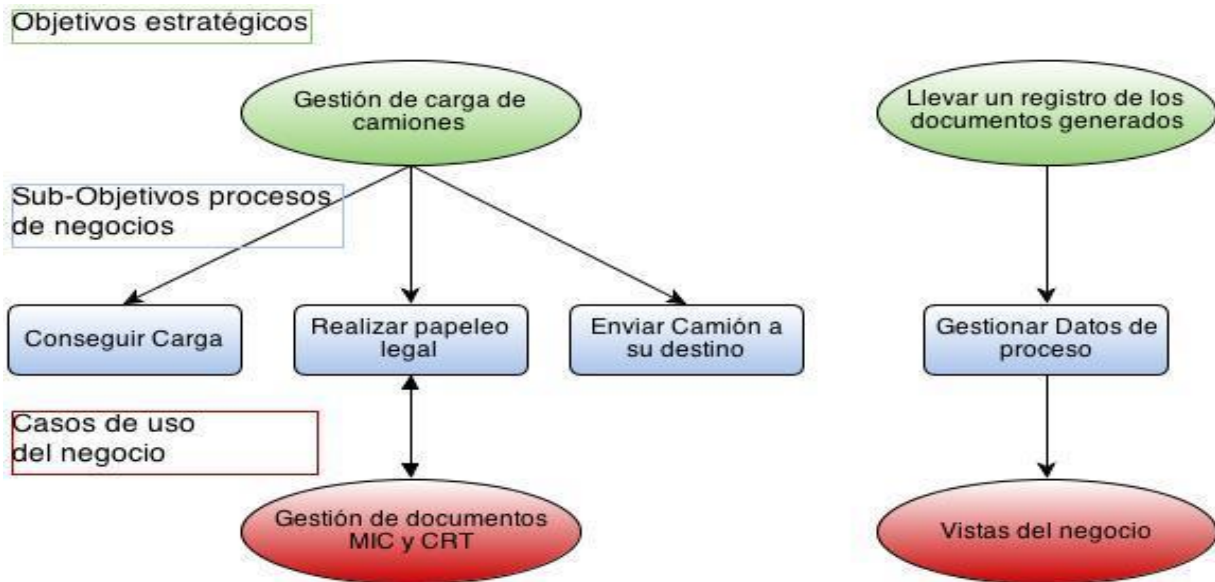 Objetivos estratégicos
Gestión de carga de
camiones
Llevar un registro de los
documentos generados
Sub-Objetivos procesos
de negocios
Conseguir Carga
Realizar papeleo
legal
Enviar Camión a
su destino
Gestionar Datos de
proceso
Casos de uso
del negocio
Gestión de documentos
MIC y CRT
Vistas del negocio